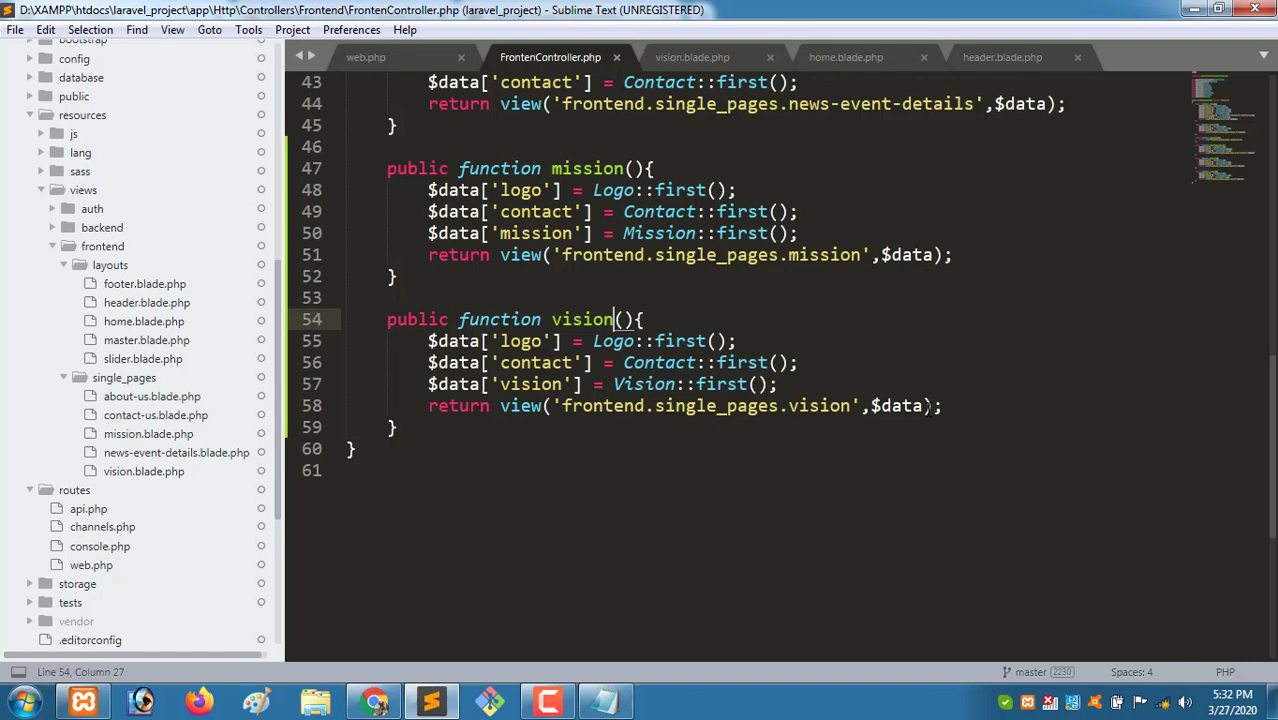 D:\XAMPP\htdocs\laravel_project\app\Http\Controllers\Frontend\FrontenController.php (laravel_project) - Sublime Text (UNREGISTERED)
File Edit Selection Find View Goto Tools Project Preferences Help
bootstrap
config
database
public
resources
js
lang
sass
views
auth
backend
frontend
layouts
footer.blade.php
header.blade.php
home.blade.php
master.blade.php
slider.blade.php
single_pages
about-us.blade.php
contact-us.blade.php
mission.blade.php
news-event-details.blade.php
vision.blade.php
routes
api.php
channels.php
console.php
web.php
storage
tests
vendor
.editorconfig
web.php FrontenController.php vision.blade.php home.blade.php header.blade.php
43 $data['contact'] = Contact::first();
44 return view('frontend.single_pages.news-event-details',$data);
45 }
46
47 public function mission(){
48 $data['logo'] = Logo::first();
49 $data['contact'] = Contact::first();
50 $data['mission'] = Mission::first();
51 return view('frontend.single_pages.mission',$data);
52 }
53
54 public function vision(){
55 $data['logo'] = Logo::first();
56 $data['contact'] = Contact::first();
57 $data['vision'] = Vision::first();
58 return view('frontend.single_pages.vision',$data);
59 }
60 }
61
Line 54, Column 27 master 2230 Spaces: 4 PHP
5:32 PM
3/27/2020